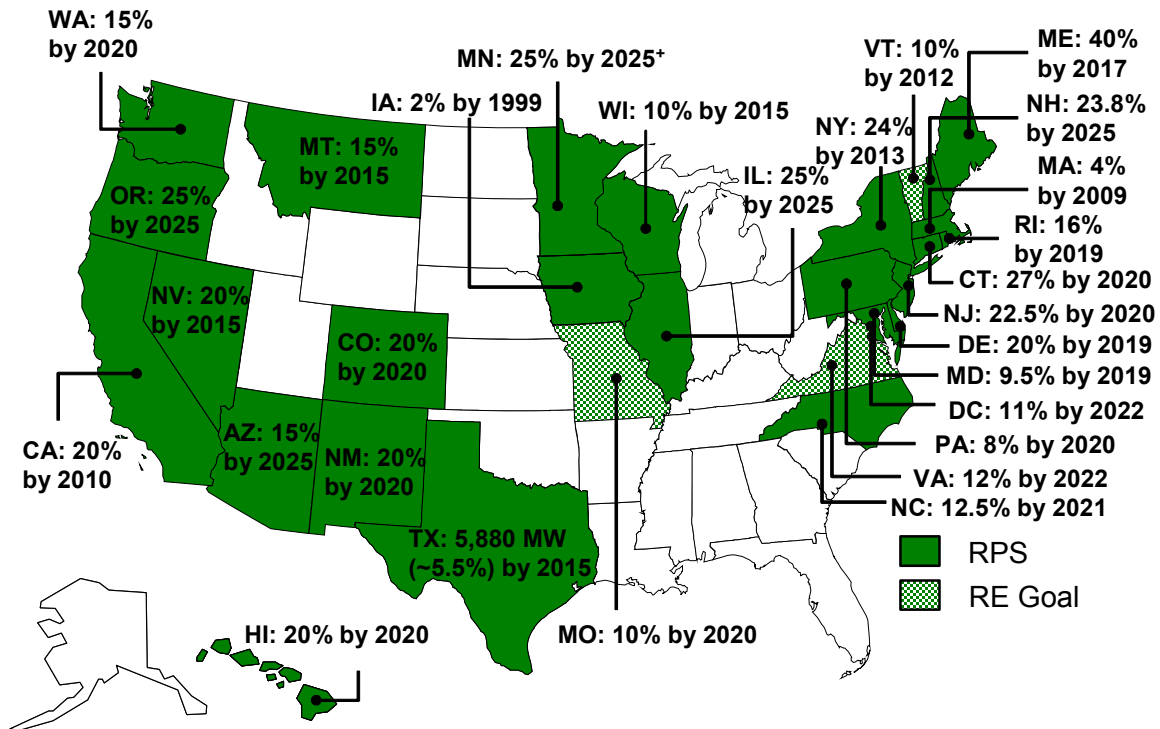 WA: 15%
by 2020
MN: 25% by 2025+
IA: 2% by 1999
WI: 10% by 2015
VT: 10%
by 2012
ME: 40%
by 2017
NH: 23.8%
by 2025
NY: 24%
by 2013
MA: 4%
by 2009
MT: 15%
by 2015
IL: 25%
by 2025
OR: 25%
by 2025
RI: 16%
by 2019
CT: 27% by 2020
NV: 20%
by 2015
NJ: 22.5% by 2020
CO: 20%
by 2020
DE: 20% by 2019
MD: 9.5% by 2019
DC: 11% by 2022
CA: 20%
by 2010
AZ: 15%
by 2025
NM: 20%
by 2020
PA: 8% by 2020
VA: 12% by 2022
NC: 12.5% by 2021
TX: 5,880 MW
(~5.5%) by 2015
RPS
RE Goal
HI: 20% by 2020
MO: 10% by 2020